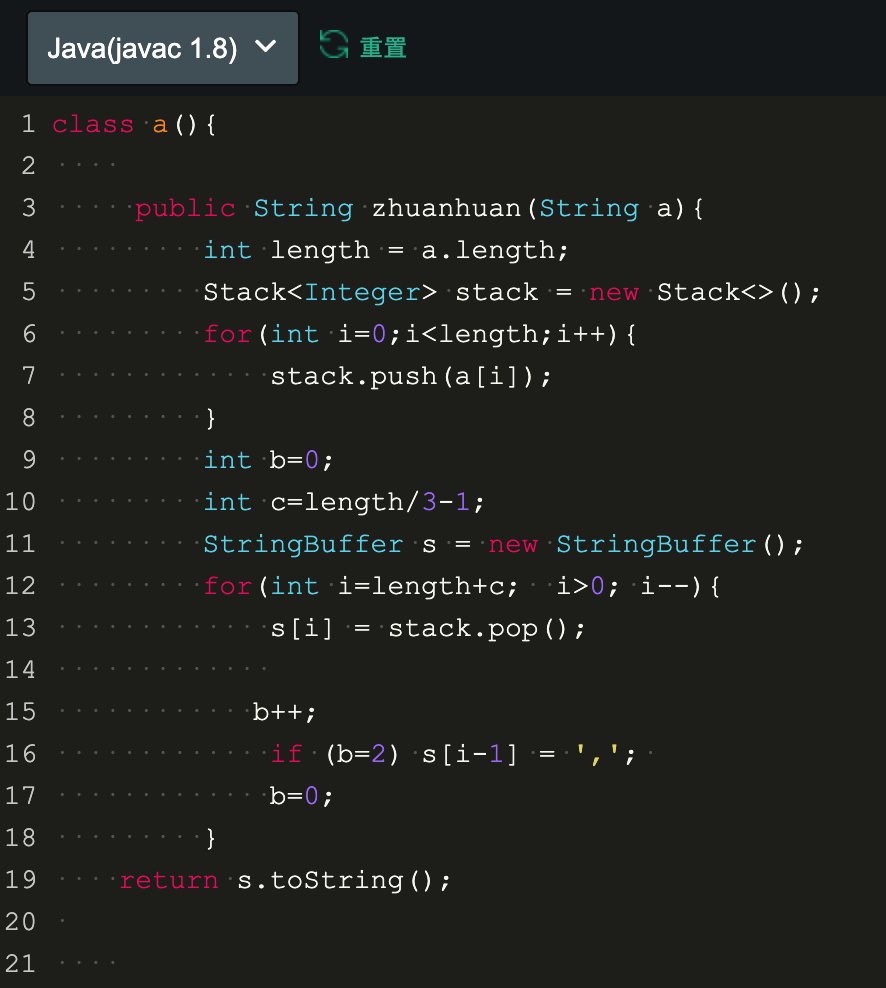 Java(javac 1.8) 重置
1 class a(){
2
3 public String zhuanhuan(String a){
4 int length = a.length;
5 Stack<Integer> stack = new Stack<>();
6 for(int i=0;i<length;i++){
7 stack.push(a[i]);
8 }
9 int b=0;
10 int c=length/3-1;
11 StringBuffer s = new StringBuffer();
12 for(int i=length+c;  i>0; i--){
13 s[i] = stack.pop();
14
15 b++;
16 if (b=2) s[i-1] = ',';
17 b=0;
18 }
19 return s.toString();
20
21